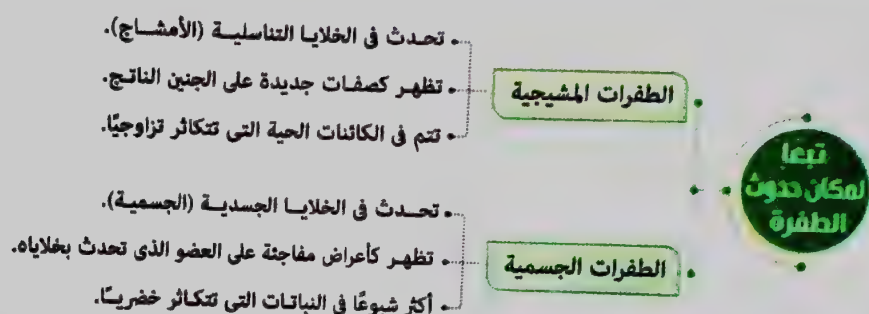 تبعا
لمكان حدوث
الطفرة
الطفرات المشيجية
• تحدث فى الخلايا التناسلية (الأمشاج).
• تظهر كصفات جديدة على الجنين الناتج.
• تتم فى الكائنات الحية التى تتكاثر تزاوجيًا.
الطفرات الجسمية
• تحدث فى الخلايا الجسدية (الجسمية).
• تظهر كأعراض مفاجئة على العضو الذى تحدث بخلاياه.
• أكثر شيوعًا فى النباتات التى تتكاثر خضريًا.